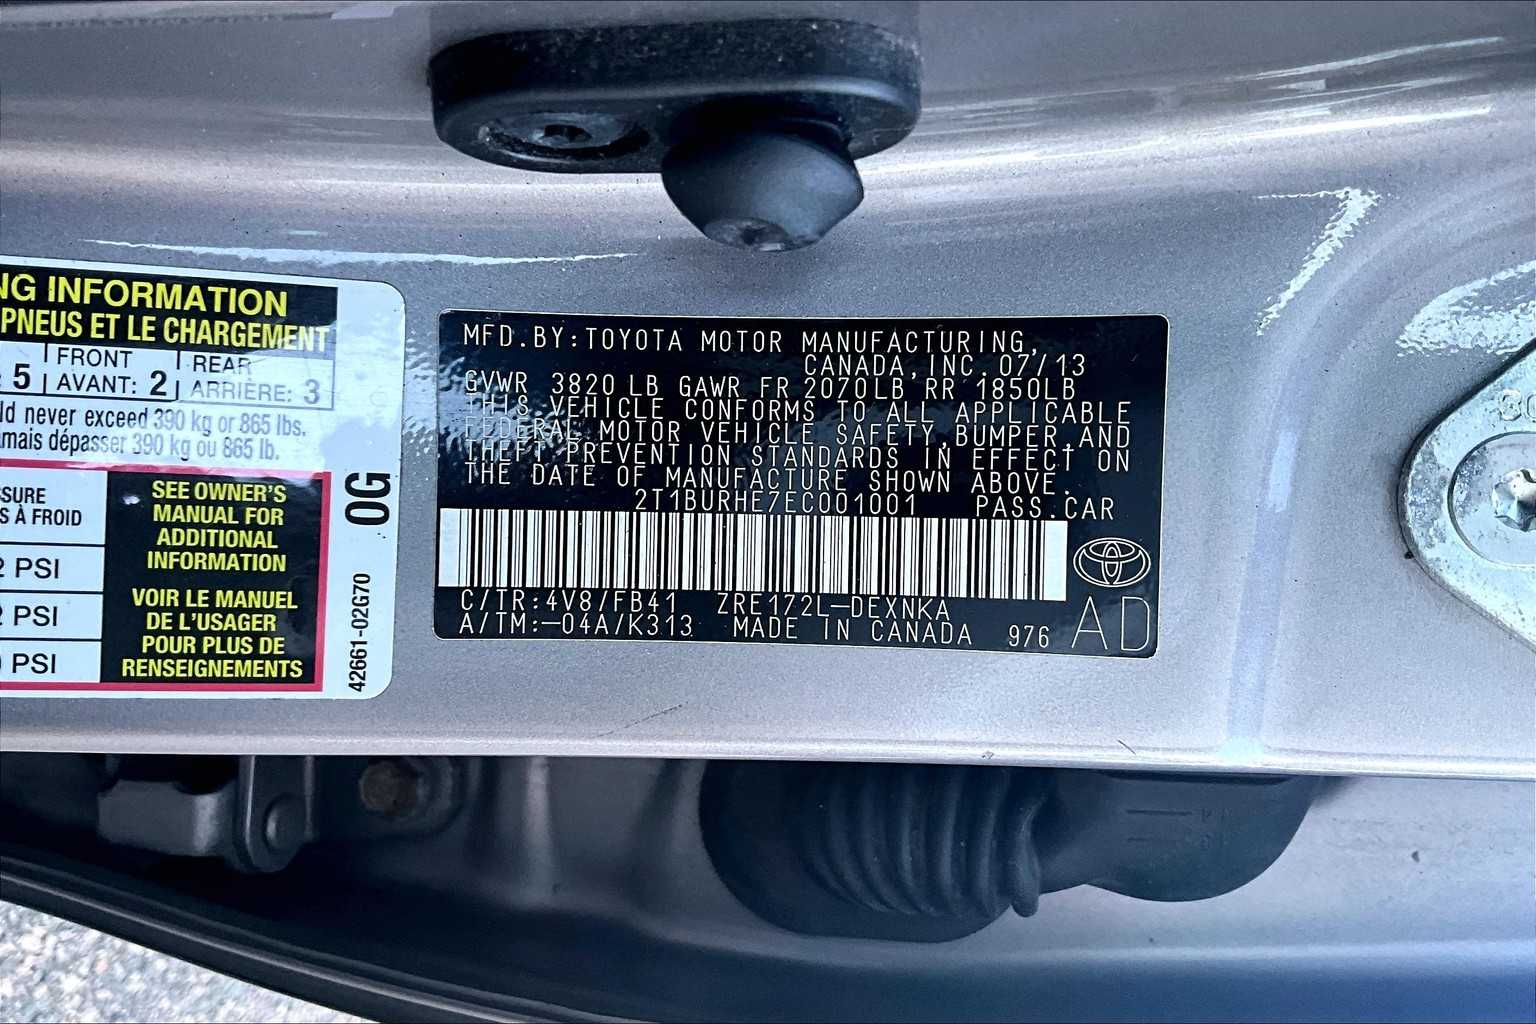 NG INFORMATION
PNEUS ET LE CHARGEMENT
5 FRONT REAR
AVANT: 2 ARRIÈRE: 3
never exceed 390 kg or 865 lbs.
dépasser 390 kg ou 865 lb.
SSURE
S À FROID
PSI
PSI
PSI
SEE OWNER'S
MANUAL FOR
ADDITIONAL
INFORMATION
VOIR LE MANUEL
DE L'USAGER
POUR PLUS DE
RENSEIGNEMENTS
0G
42661-02G70
MFD.BY:TOYOTA MOTOR MANUFACTURING,
CANADA,INC. 07/13
GVWR 3820 LB GAWR FR 2070LB RR 1850LB
THIS VEHICLE CONFORMS TO ALL APPLICABLE
FEDERAL MOTOR VEHICLE SAFETY, BUMPER,AND
THEFT PREVENTION STANDARDS IN EFFECT ON
THE DATE OF MANUFACTURE SHOWN ABOVE.
2T1BURHE7EC001001 PASS.CAR
C/TR:4V8/FB41 ZRE172L-DEXNKA
A/TM:-04A/K313 MADE IN CANADA 976 AD